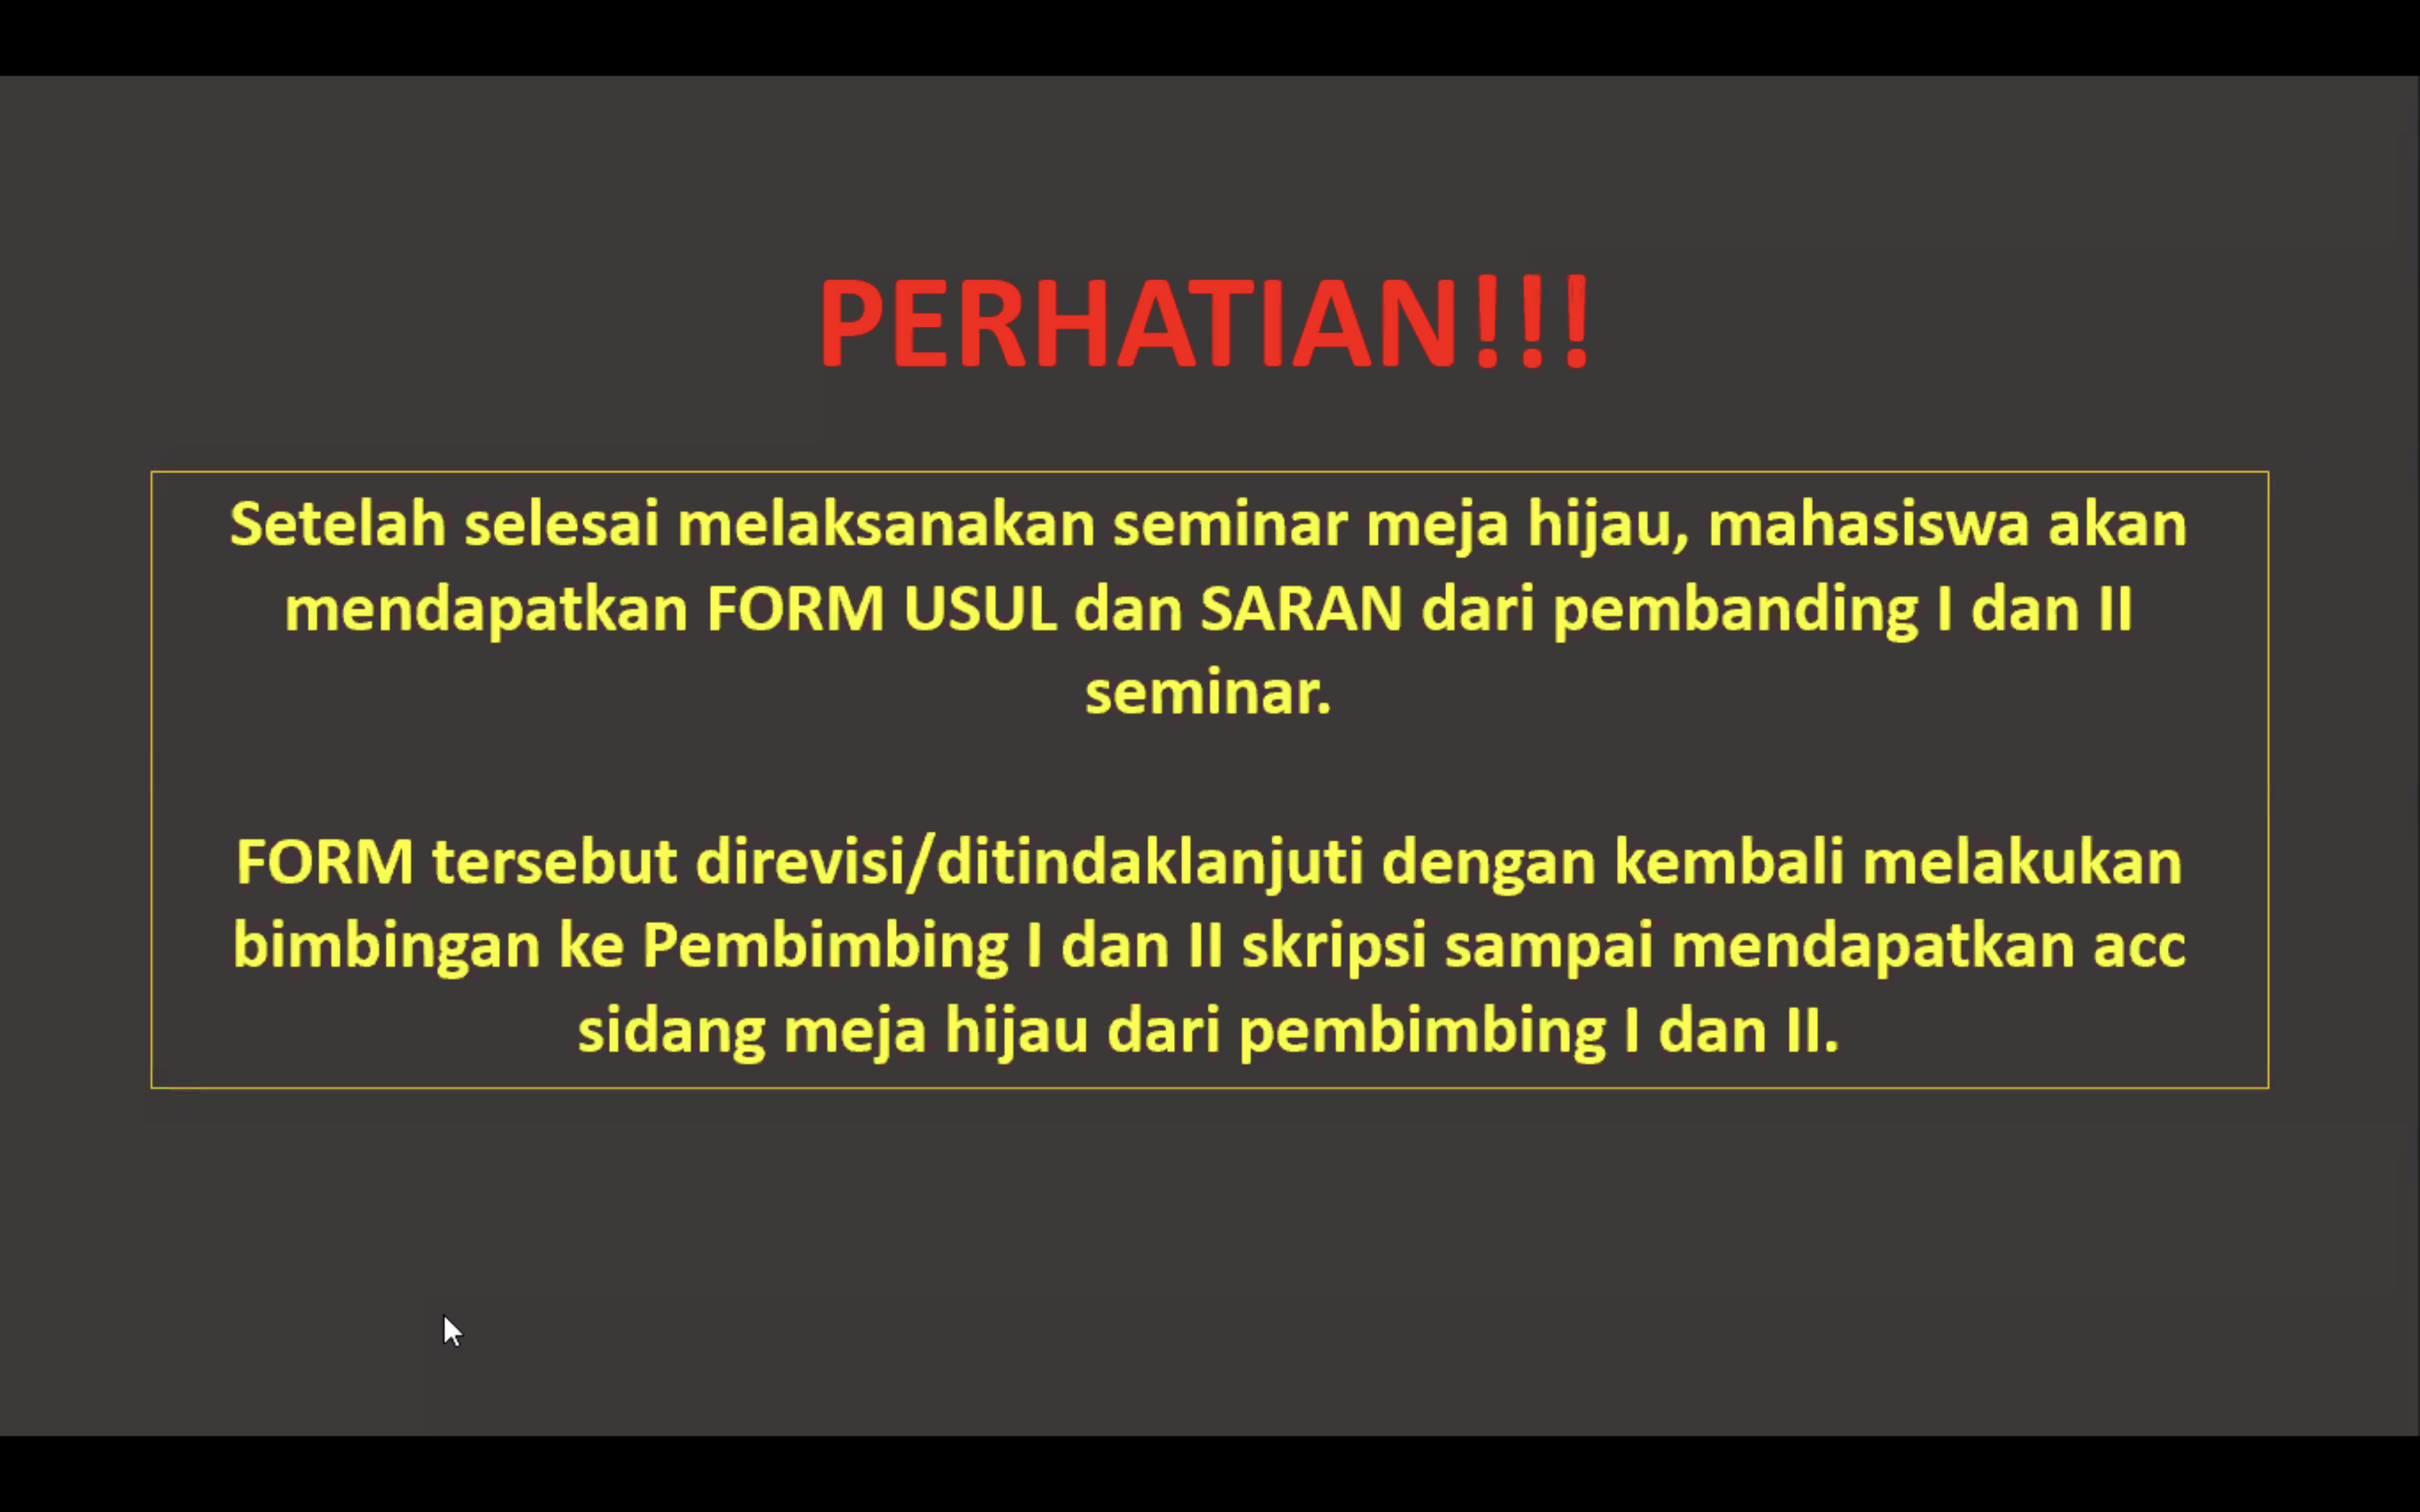 PERHATIAN!!!
Setelah selesai melaksanakan seminar meja hijau, mahasiswa akan
mendapatkan FORM USUL dan SARAN dari pembanding I dan II
seminar.
FORM tersebut direvisi/ditindaklanjuti dengan kembali melakukan
bimbingan ke Pembimbing I dan II skripsi sampai mendapatkan acc
sidang meja hijau dari pembimbing I dan II.